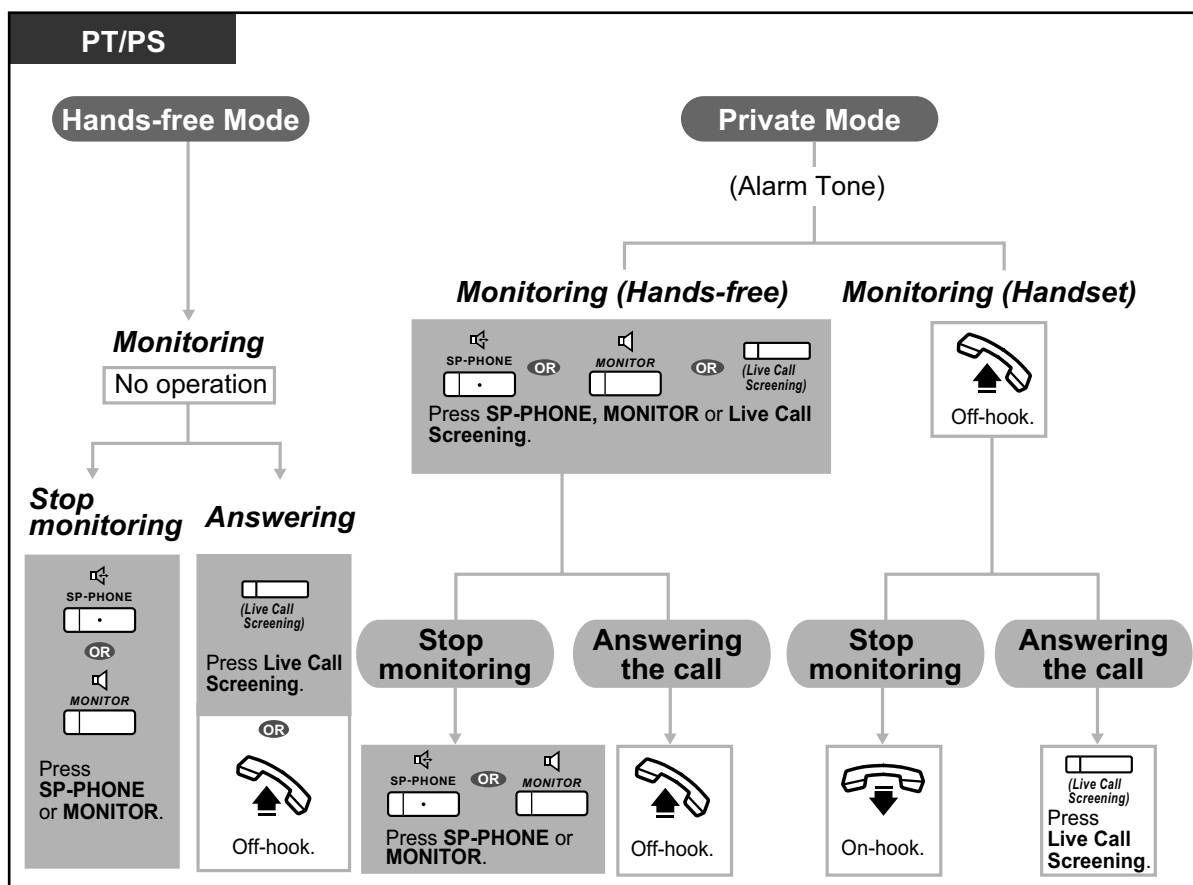 PT/PS
Hands-free Mode
Monitoring
No operation
Stop
monitoring
SP-PHONE
OR
MONITOR
Press
SP-PHONE
or MONITOR.
Answering
(Live Call
Screening)
Press Live Call
Screening.
OR
Off-hook.
Private Mode
(Alarm Tone)
Monitoring (Hands-free)
SP-PHONE
OR
MONITOR
OR
(Live Call
Screening)
Press SP-PHONE, MONITOR or Live Call
Screening.
Stop
monitoring
SP-PHONE
OR
MONITOR
Press SP-PHONE or
MONITOR.
Answering
the call
Off-hook.
Monitoring (Handset)
Off-hook.
Stop
monitoring
On-hook.
Answering
the call
(Live Call
Screening)
Press
Live Call
Screening.